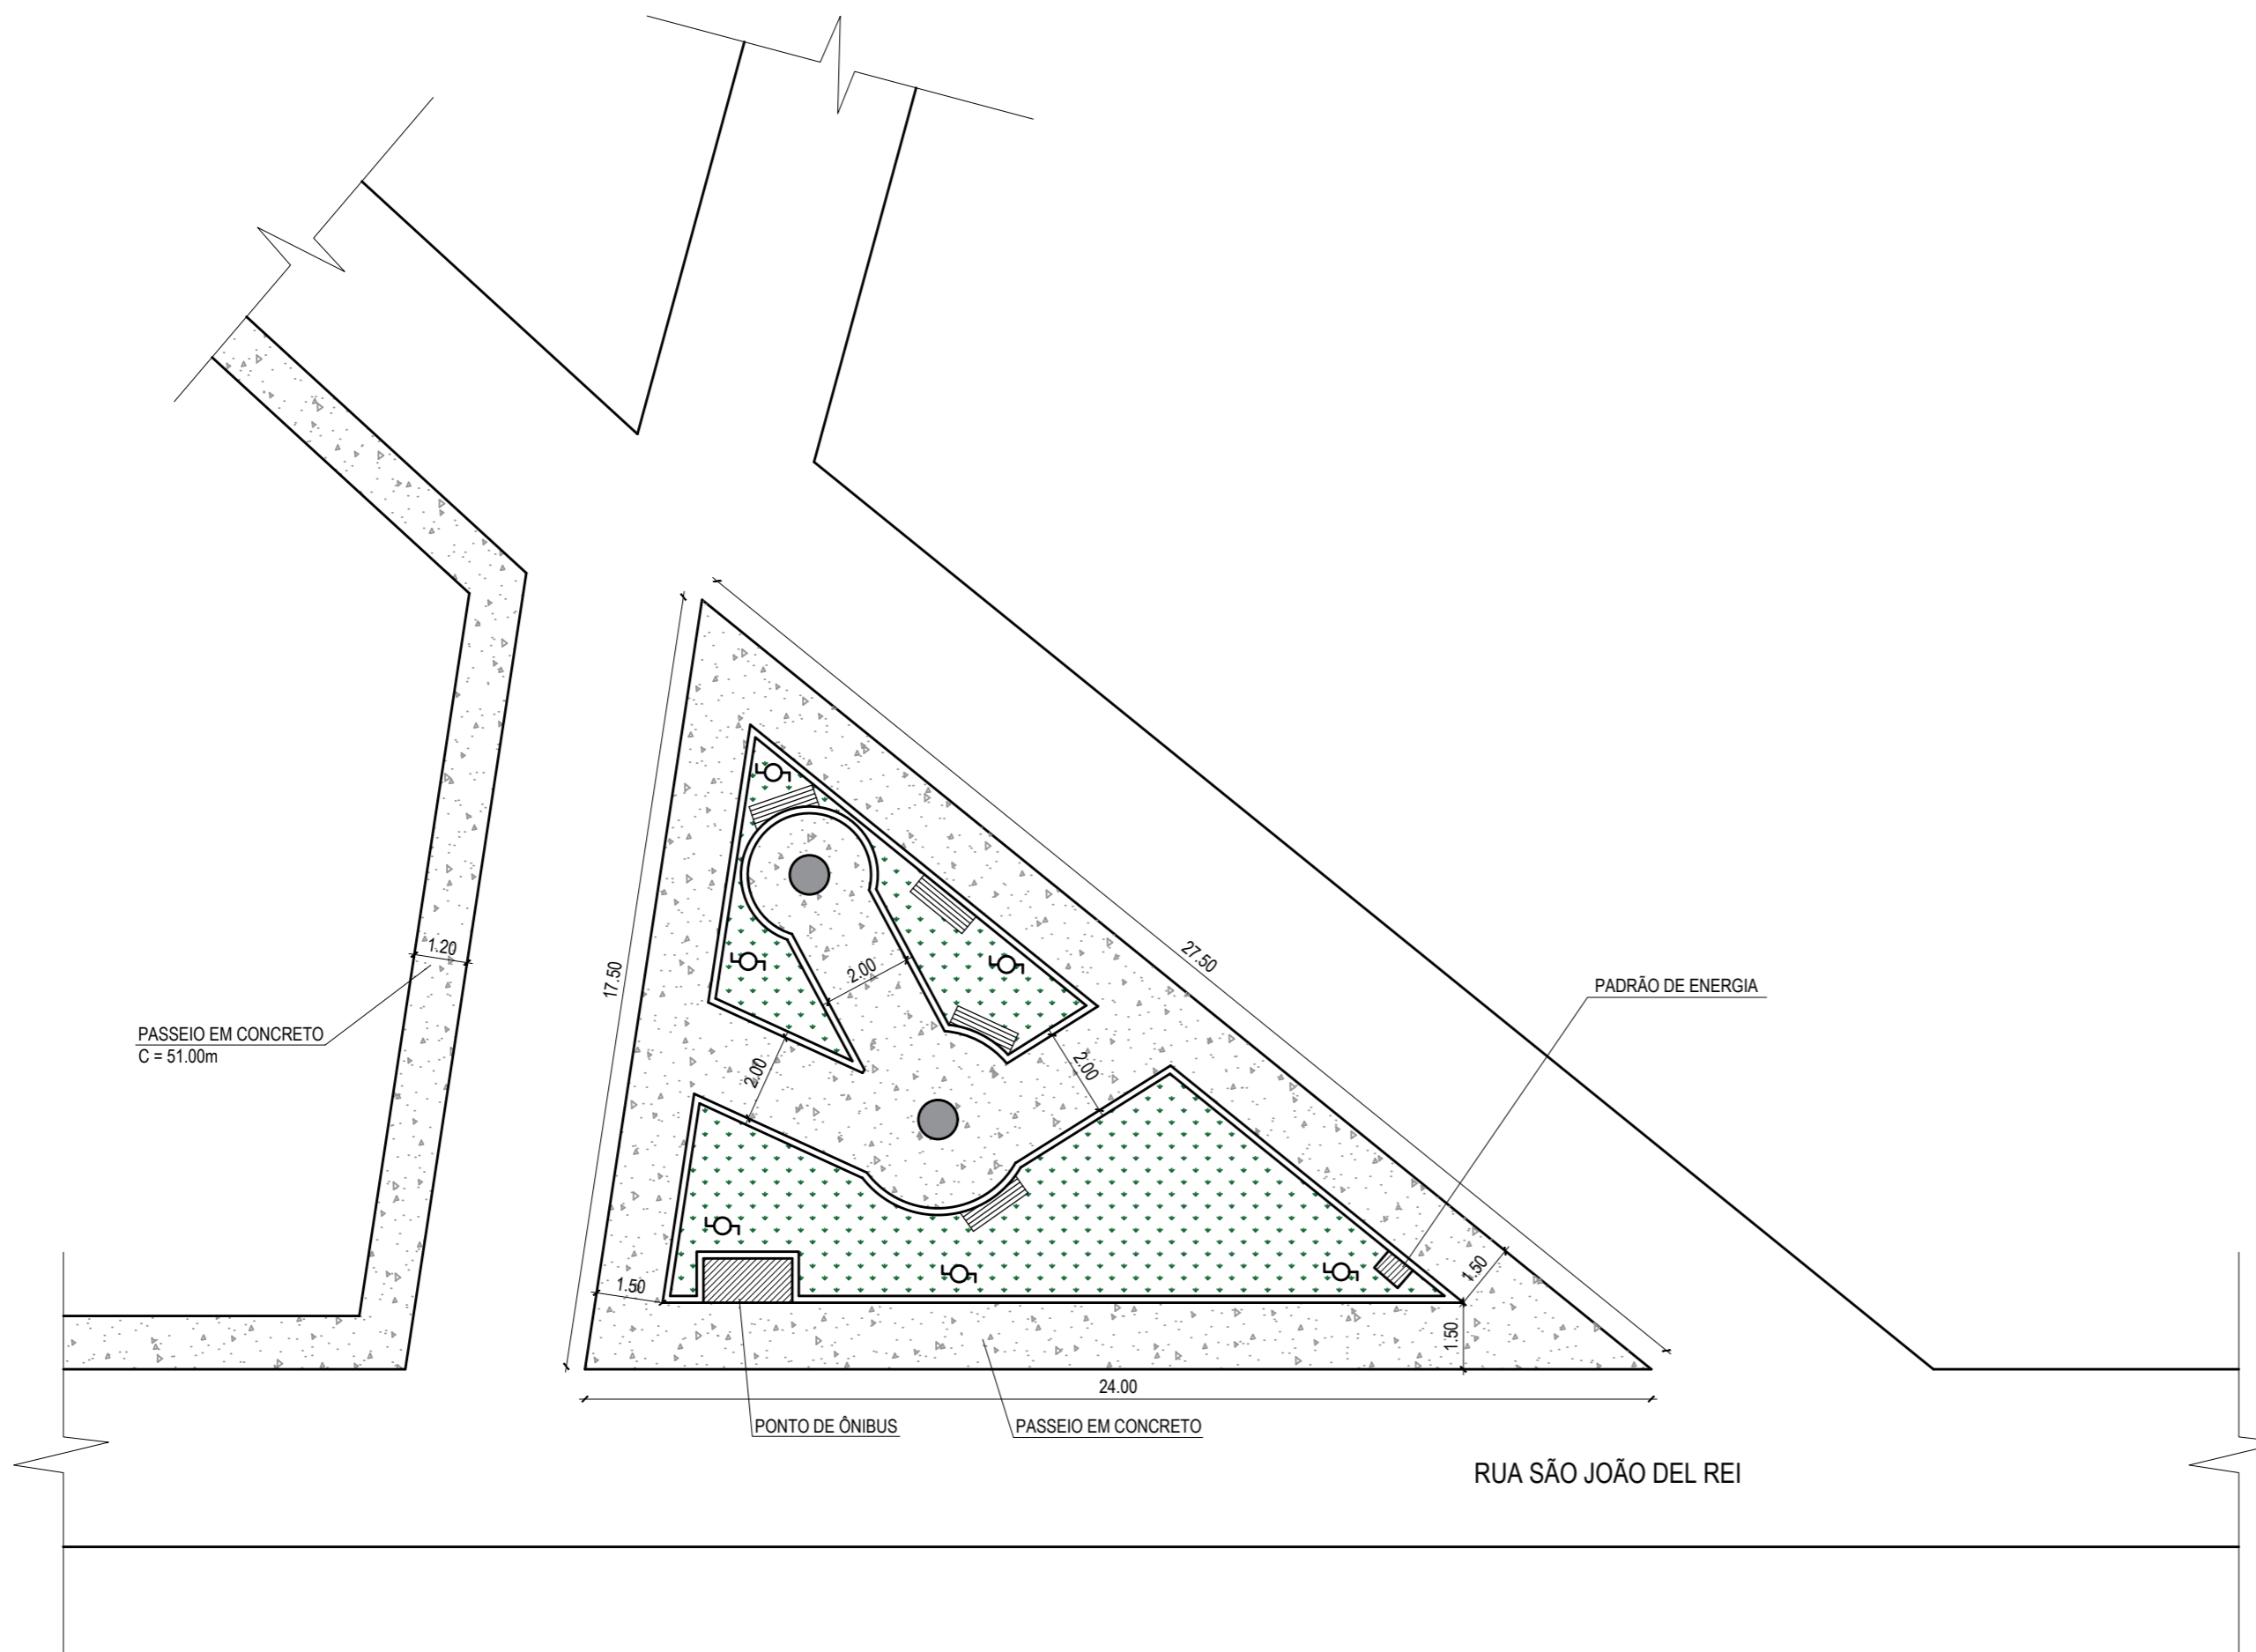 27.50
17.50
1.20
2.00
PADRÃO DE ENERGIA
PASSEIO EM CONCRETO
C = 51.00m
2.00
2.00
1.50
1.50
1.50
24.00
PONTO DE ÔNIBUS
PASSEIO EM CONCRETO
RUA SÃO JOÃO DEL REI